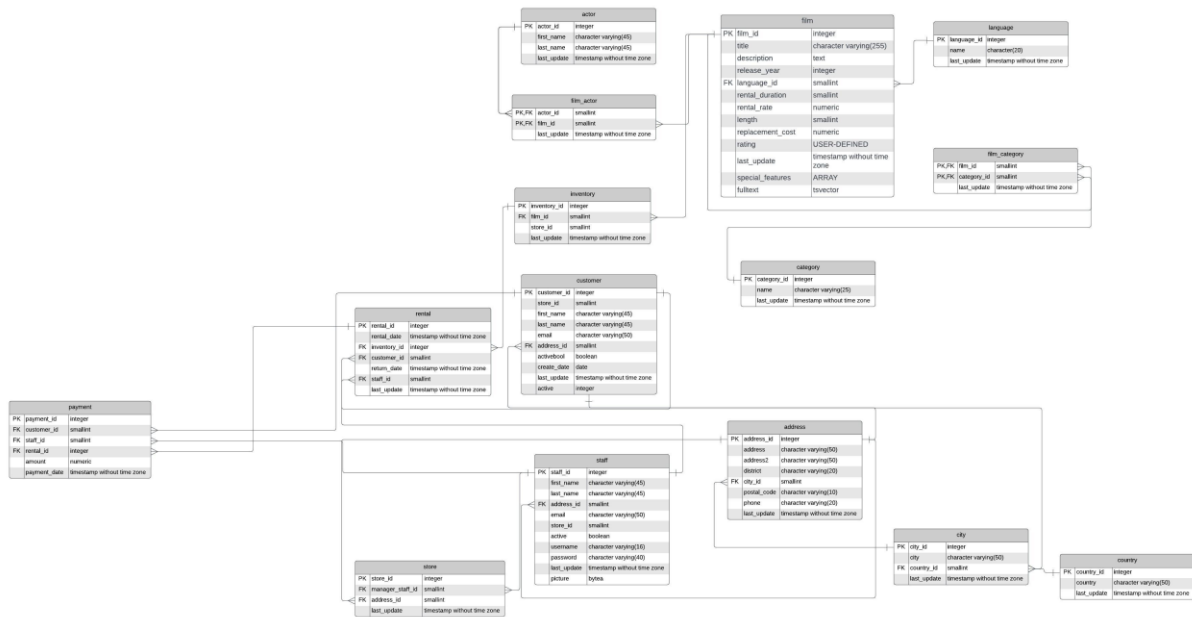 actor
PK actor_id integer
first_name character varying(45)
last_name character varying(45)
last_update timestamp without time zone
film
PK film_id integer
title character varying(255)
description text
release_year integer
FK language_id smallint
rental_duration smallint
rental_rate numeric
length smallint
replacement_cost numeric
rating USER-DEFINED
last_update timestamp without time
zone
special_features ARRAY
fulltext tsvector
language
PK language_id integer
name character(20)
last_update timestamp without time zone
film_actor
PK,FK actor_id smallint
PK,FK film_id smallint
last_update timestamp without time zone
film_category
PK,FK film_id smallint
PK,FK category_id smallint
last_update timestamp without time zone
inventory
PK inventory_id integer
FK film_id smallint
store_id smallint
last_update timestamp without time zone
category
PK category_id integer
name character varying(25)
last_update timestamp without time zone
customer
PK customer_id integer
store_id smallint
first_name character varying(45)
last_name character varying(45)
email character varying(50)
FK address_id smallint
activebool boolean
create_date date
last_update timestamp without time zone
active integer
rental
PK rental_id integer
rental_date timestamp without time zone
FK inventory_id integer
FK customer_id smallint
return_date timestamp without time zone
FK staff_id smallint
last_update timestamp without time zone
payment
PK payment_id integer
FK customer_id smallint
FK staff_id smallint
FK rental_id integer
amount numeric
payment_date timestamp without time zone
address
PK address_id integer
address character varying(50)
address2 character varying(50)
district character varying(20)
FK city_id smallint
postal_code character varying(10)
phone character varying(20)
last_update timestamp without time zone
staff
PK staff_id integer
first_name character varying(45)
last_name character varying(45)
FK address_id smallint
email character varying(50)
store_id smallint
active boolean
username character varying(16)
password character varying(40)
last_update timestamp without time zone
picture bytea
city
PK city_id integer
city character varying(50)
FK country_id smallint
last_update timestamp without time zone
country
PK country_id integer
country character varying(50)
last_update timestamp without time zone
store
PK store_id integer
FK manager_staff_id smallint
FK address_id smallint
last_update timestamp without time zone